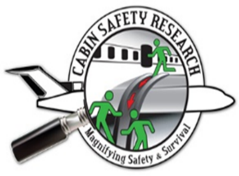 CABIN SAFETY RESEARCH
Magnifying Safety & Survival